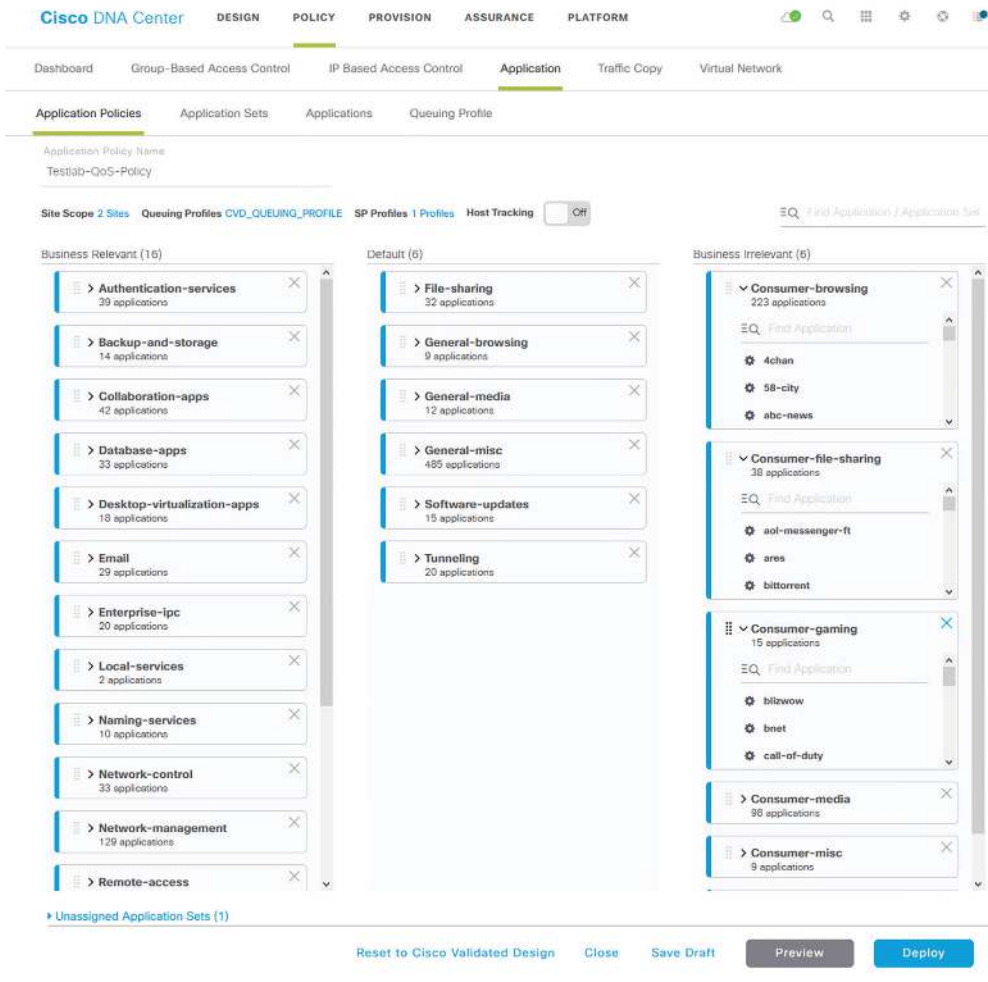 Cisco DNA Center DESIGN POLICY PROVISION ASSURANCE PLATFORM
Dashboard Group-Based Access Control IP Based Access Control Application Traffic Copy Virtual Network
Application Policies Application Sets Applications Queuing Profile
Application Policy Name
Testlab-QoS-Policy
Site Scope 2 Sites Queuing Profiles CVD_QUEUING_PROFILE SP Profiles 1 Profiles Host Tracking Off Find Application / Application Set
Business Relevant (16)
Authentication-services
39 applications
Backup-and-storage
14 applications
Collaboration-apps
42 applications
Database-apps
33 applications
Desktop-virtualization-apps
18 applications
Email
29 applications
Enterprise-ipc
20 applications
Local-services
2 applications
Naming-services
10 applications
Network-control
33 applications
Network-management
129 applications
Remote-access
Default (6)
File-sharing
32 applications
General-browsing
9 applications
General-media
12 applications
General-misc
485 applications
Software-updates
15 applications
Tunneling
20 applications
Business Irrelevant (6)
Consumer-browsing
223 applications
Find Application
4chan
58-city
abc-news
Consumer-file-sharing
38 applications
Find Application
aol-messenger-ft
ares
bittorrent
Consumer-gaming
15 applications
Find Application
blizwow
bnet
call-of-duty
Consumer-media
96 applications
Consumer-misc
9 applications
Unassigned Application Sets (1)
Reset to Cisco Validated Design Close Save Draft Preview Deploy